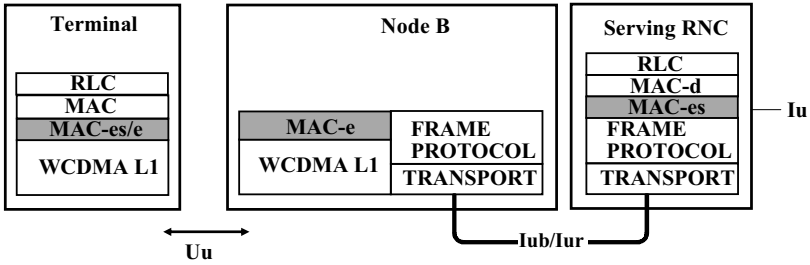 Terminal
RLC
MAC
MAC-es/e
WCDMA L1
Node B
MAC-e
WCDMA L1
FRAME
PROTOCOL
TRANSPORT
Serving RNC
RLC
MAC-d
MAC-es
FRAME
PROTOCOL
TRANSPORT
Iu
Uu
Iub/Iur